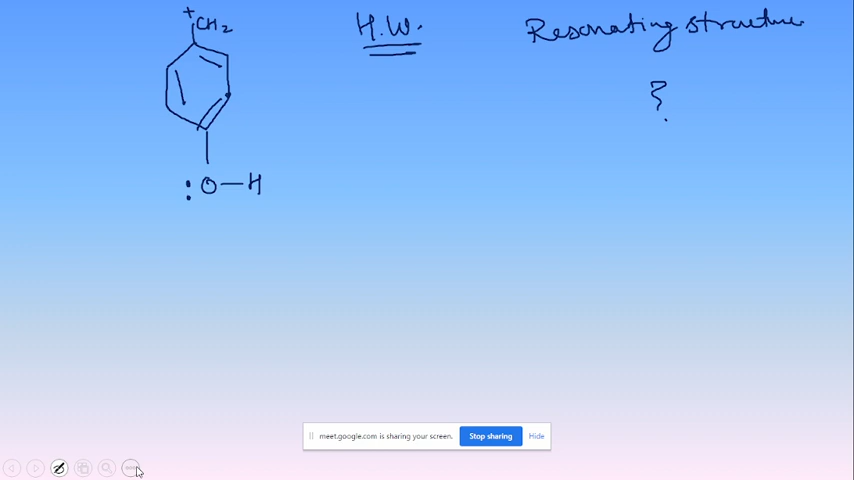 +
CH2
H.W.
Resonating structure
?
: O — H
meet.google.com is sharing your screen. Stop sharing Hide